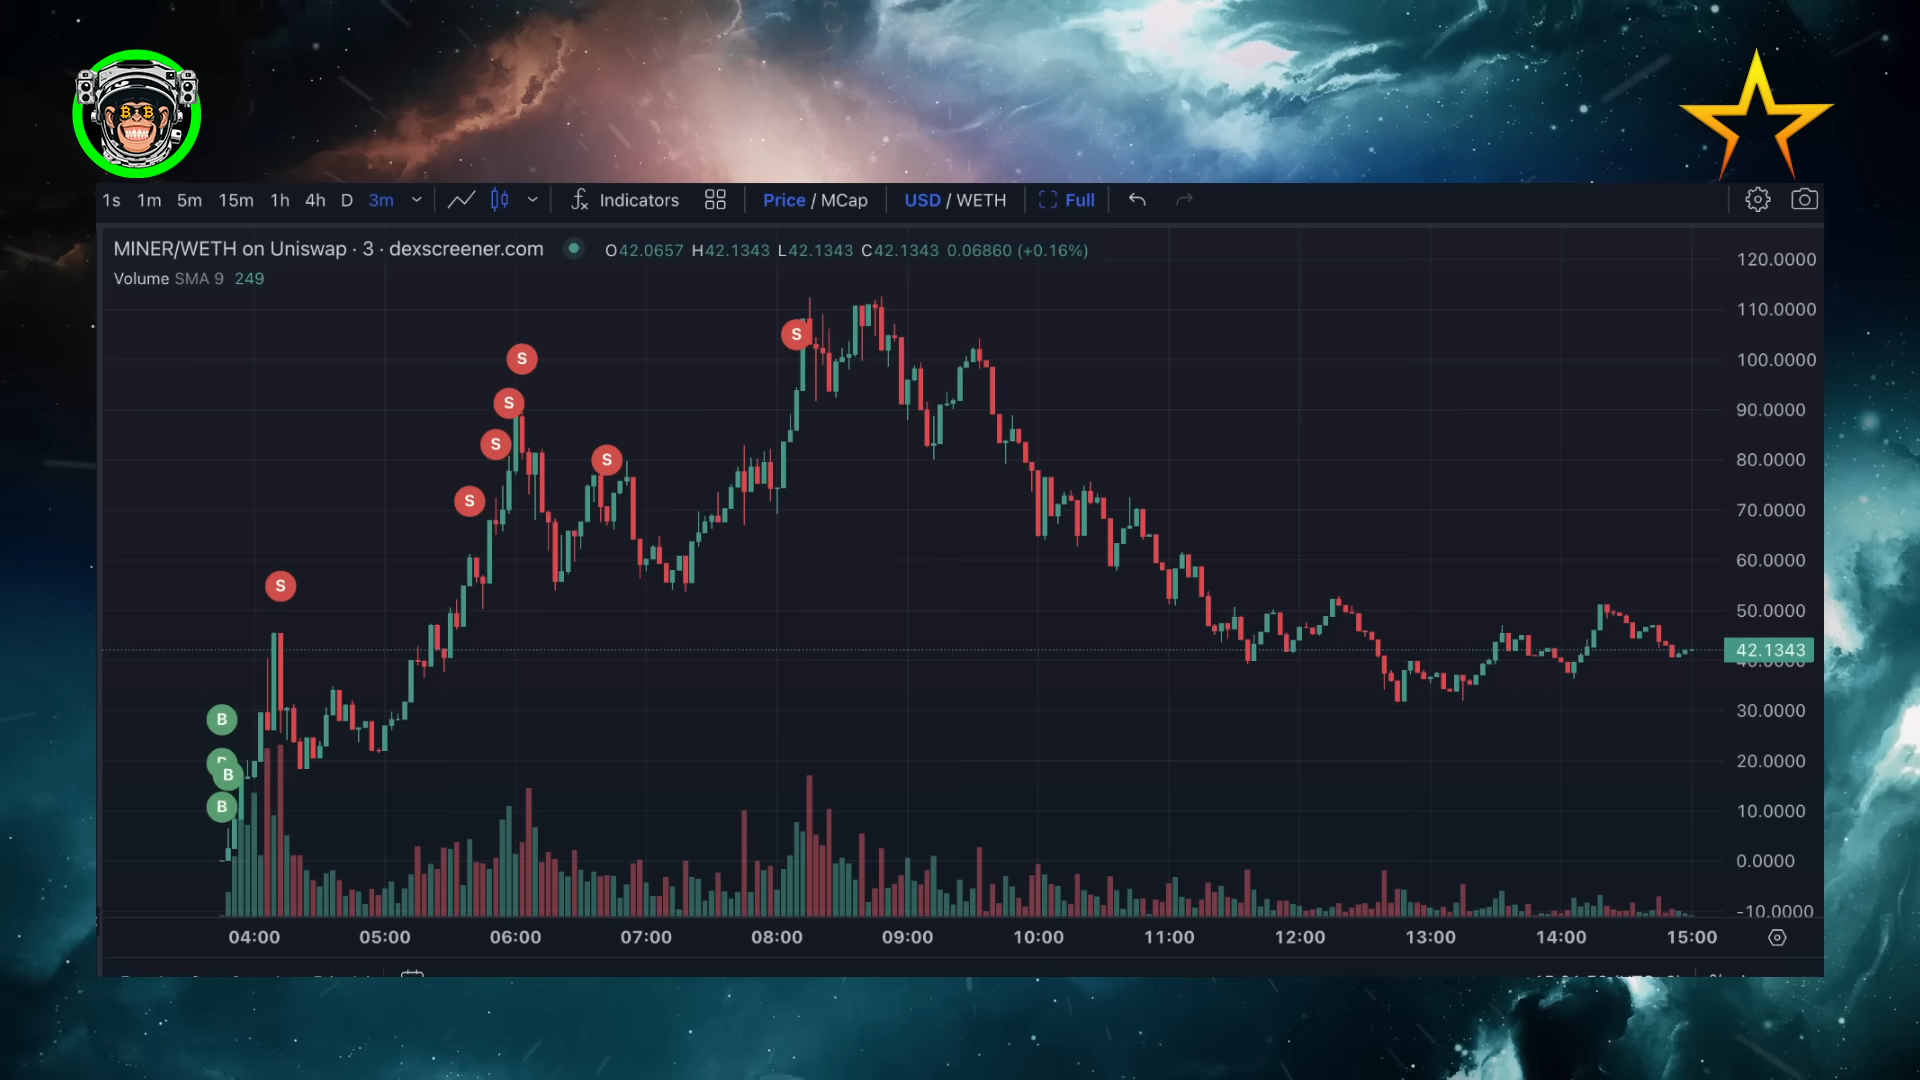 1s 1m 5m 15m 1h 4h D 3m Indicators Price / MCap USD / WETH Full
MINER/WETH on Uniswap · 3 · dexscreener.com O42.0657 H42.1343 L42.1343 C42.1343 0.06860 (+0.16%)
Volume SMA 9 249
120.0000
110.0000
100.0000
90.0000
80.0000
70.0000
60.0000
50.0000
42.1343
30.0000
20.0000
10.0000
0.0000
-10.0000
S
S
S
S
S
S
S
B
B
B
04:00 05:00 06:00 07:00 08:00 09:00 10:00 11:00 12:00 13:00 14:00 15:00